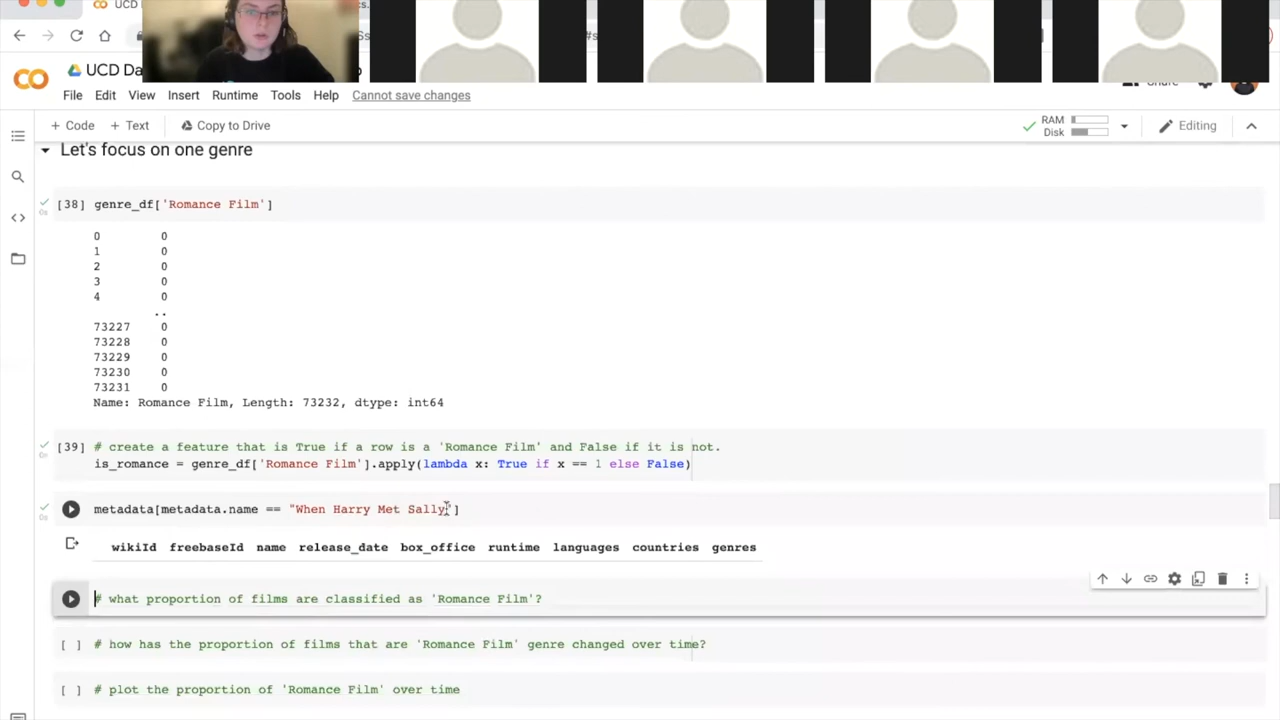 UCD Da
File Edit View Insert Runtime Tools Help Cannot save changes
+ Code + Text Copy to Drive RAM Disk Editing
Let's focus on one genre
[38] genre_df['Romance Film']
0 0
1 0
2 0
3 0
4 0
..
73227 0
73228 0
73229 0
73230 0
73231 0
Name: Romance Film, Length: 73232, dtype: int64
[39] # create a feature that is True if a row is a 'Romance Film' and False if it is not.
is_romance = genre_df['Romance Film'].apply(lambda x: True if x == 1 else False)
metadata[metadata.name == "When Harry Met Sally"]
wikiId freebaseId name release_date box_office runtime languages countries genres
# what proportion of films are classified as 'Romance Film'?
[ ] # how has the proportion of films that are 'Romance Film' genre changed over time?
[ ] # plot the proportion of 'Romance Film' over time